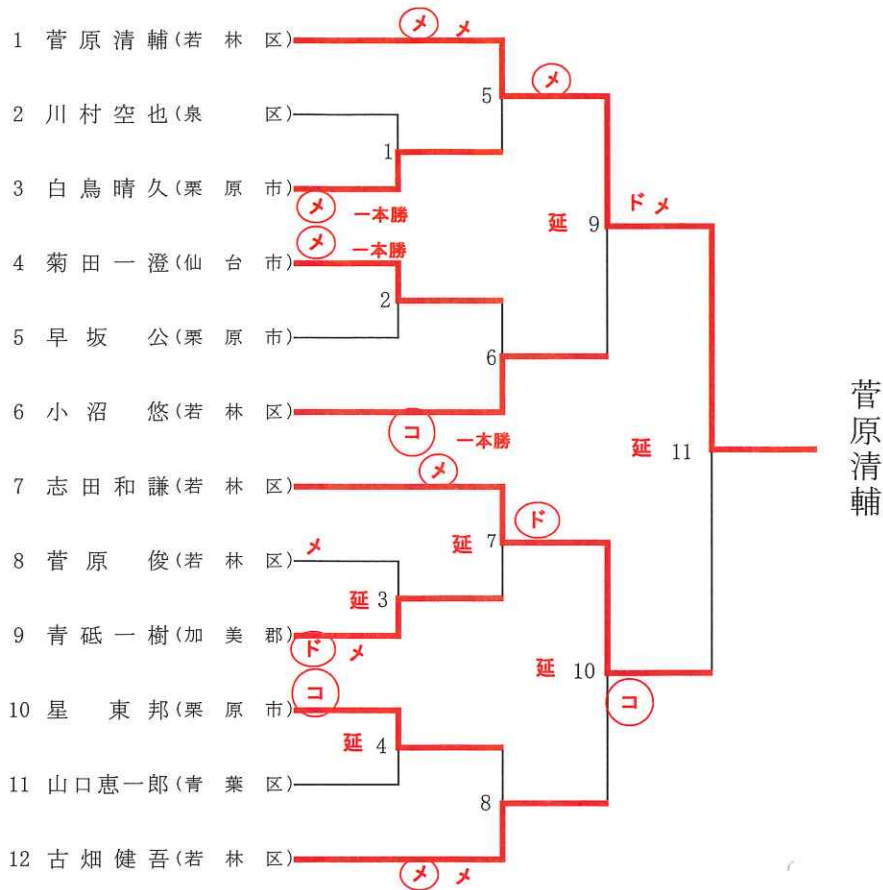 メ メ
1 菅原清輔(若林区)
メ
5
2 川村空也(泉区)
1
3 白鳥晴久(栗原市)
メ 一本勝
ド メ
延 9
メ 一本勝
4 菊田一澄(仙台市)
2
5 早坂公(栗原市)
6
6 小沼悠(若林区)
コ 一本勝
延 11
菅原清輔
メ
7 志田和謙(若林区)
ド
延 7
メ
8 菅原俊(若林区)
延 3
9 青砥一樹(加美郡)
ド メ
延 10
コ
コ
10 星東邦(栗原市)
延 4
11 山口恵一郎(青葉区)
8
12 古畑健吾(若林区)
メ メ